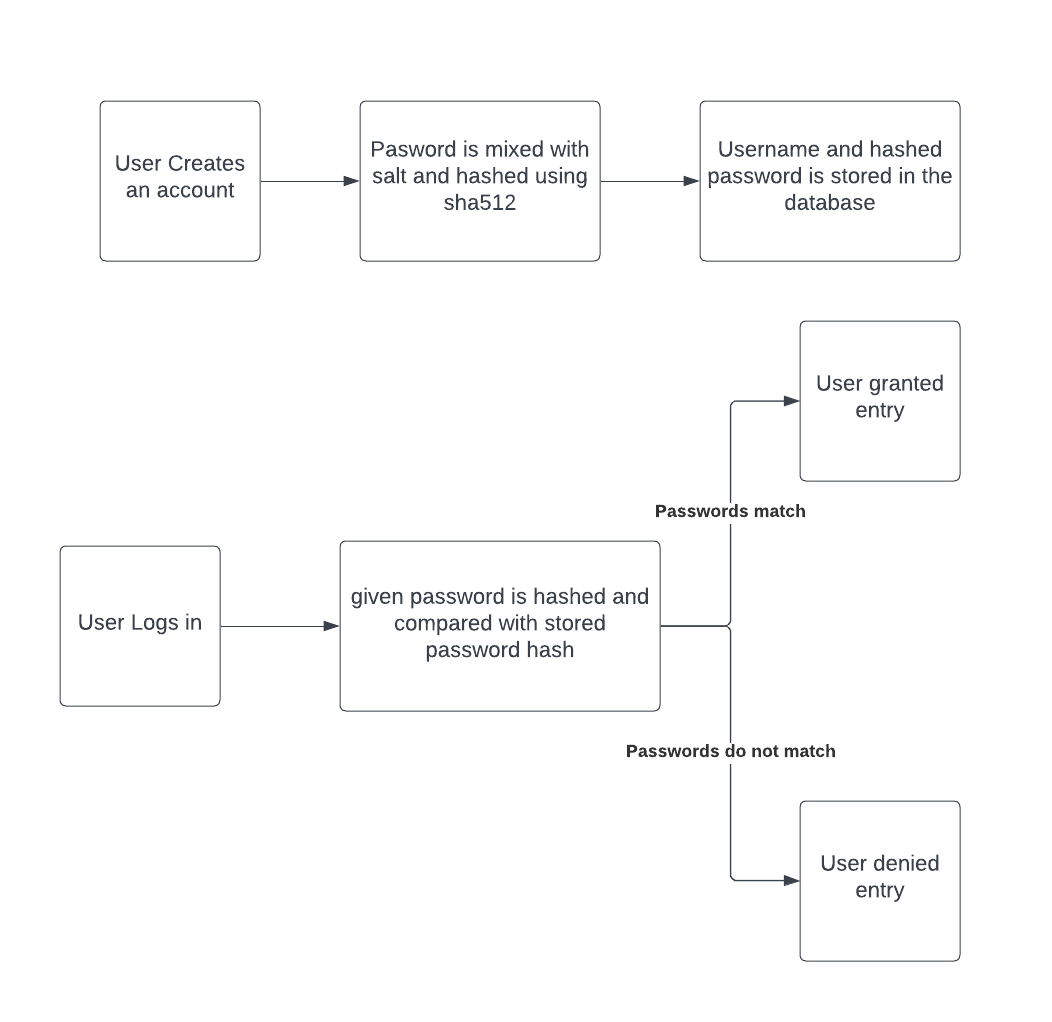 User Creates
an account
Pasword is mixed with
salt and hashed using
sha512
Username and hashed
password is stored in the
database
User granted
entry
Passwords match
User Logs in
given password is hashed and
compared with stored
password hash
Passwords do not match
User denied
entry